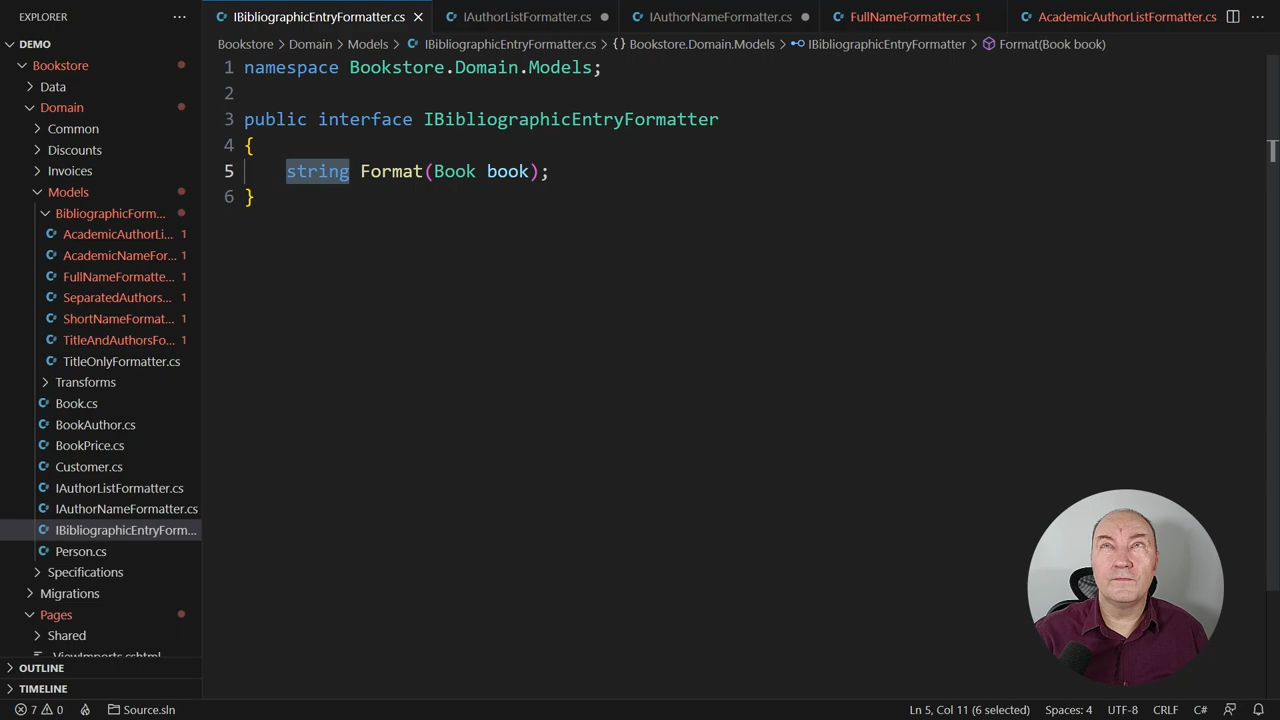 EXPLORER
IBibliographicEntryFormatter.cs
IAuthorListFormatter.cs
IAuthorNameFormatter.cs
FullNameFormatter.cs 1
AcademicAuthorListFormatter.cs
DEMO
Bookstore > Domain > Models > IBibliographicEntryFormatter.cs > {} Bookstore.Domain.Models > IBibliographicEntryFormatter > Format(Book book)
Bookstore
Data
Domain
Common
Discounts
Invoices
Models
BibliographicForm...
AcademicAuthorLi... 1
AcademicNameFor... 1
FullNameFormatte... 1
SeparatedAuthors... 1
ShortNameFormat... 1
TitleAndAuthorsFo... 1
TitleOnlyFormatter.cs
Transforms
Book.cs
BookAuthor.cs
BookPrice.cs
Customer.cs
IAuthorListFormatter.cs
IAuthorNameFormatter.cs
IBibliographicEntryForm...
Person.cs
Specifications
Migrations
Pages
Shared
_ViewImports.cshtml
OUTLINE
TIMELINE
1 namespace Bookstore.Domain.Models;
2
3 public interface IBibliographicEntryFormatter
4 {
5 string Format(Book book);
6 }
7 0 Source.sln
Ln 5, Col 11 (6 selected) Spaces: 4 UTF-8 CRLF C#